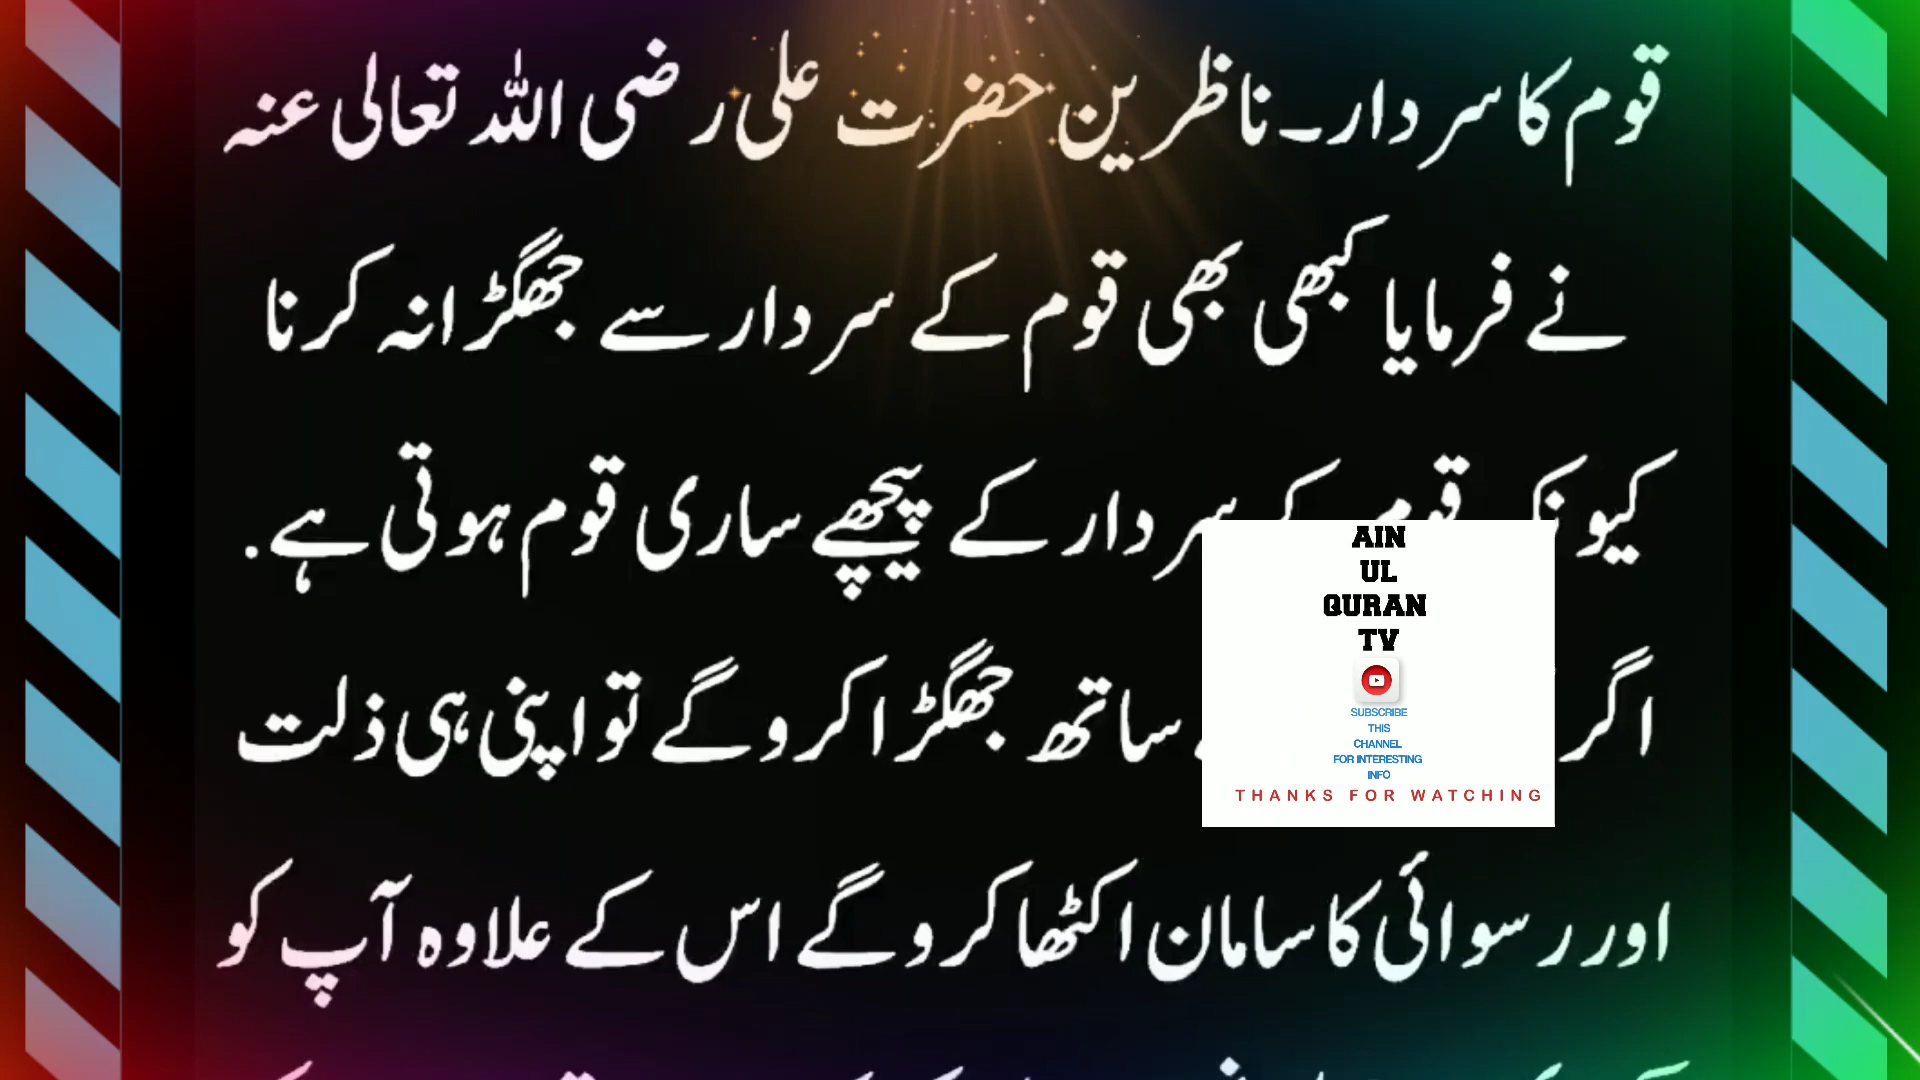 قوم کا سردار۔ ناظرین حضرت علی رضی اللہ تعالی عنہ
نے فرمایا کبھی بھی قوم کے سردار سے جھگڑا نہ کرنا
کیونکہ قوم کے سردار کے پیچھے ساری قوم ہوتی ہے.
اگر ساتھ جھگڑا کرو گے تو اپنی ہی ذلت
اور رسوائی کا سامان اکٹھا کرو گے اس کے علاوہ آپ کو
AIN
UL
QURAN
TV
SUBSCRIBE
THIS
CHANNEL
FOR INTERESTING
INFO
THANKS FOR WATCHING